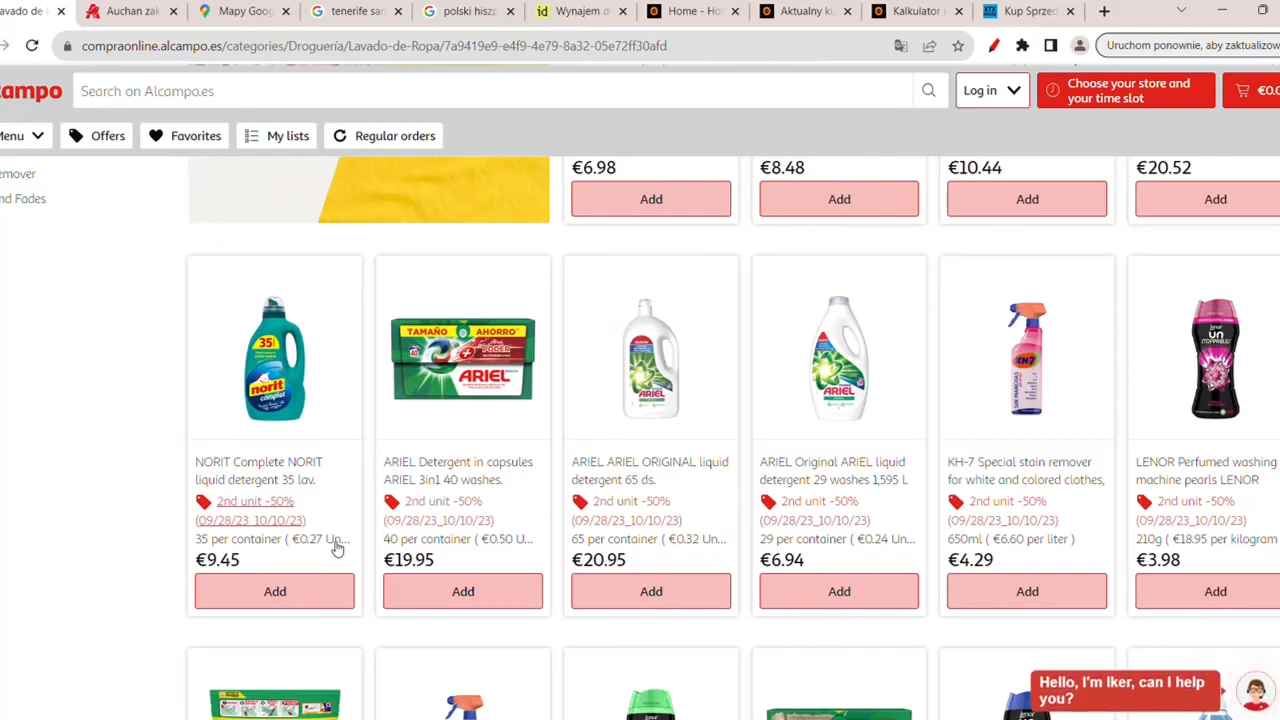 avado de
Auchan zak
Mapy Goog
tenerife sar
polski hiszp
Wynajem d
Home - Ho
Aktualny ku
Kalkulator
Kup Sprzed
compraonline.alcampo.es/categories/Droguería/Lavado-de-Ropa/7a9419e9-e4f9-4e79-8a32-05e72ff30afd
Uruchom ponownie, aby zaktualizow
lcampo
Search on Alcampo.es
Log in
Choose your store and
your time slot
€0.0
Menu
Offers
Favorites
My lists
Regular orders
emover
nd Fades
€6.98
€8.48
€10.44
€20.52
Add
Add
Add
Add
35
norit
complet
TAMAÑO AHORRO
PODER
ARIEL
ARIEL
ARIEL
KH-7
SIN MANCHAS
Lenor
UN
STOPPABLES
NORIT Complete NORIT
liquid detergent 35 lav.
2nd unit -50%
(09/28/23_10/10/23)
35 per container ( €0.27 Un...
€9.45
Add
ARIEL Detergent in capsules
ARIEL 3in1 40 washes.
2nd unit -50%
(09/28/23_10/10/23)
40 per container ( €0.50 U...
€19.95
Add
ARIEL ARIEL ORIGINAL liquid
detergent 65 ds.
2nd unit -50%
(09/28/23_10/10/23)
65 per container ( €0.32 Un...
€20.95
Add
ARIEL Original ARIEL liquid
detergent 29 washes 1,595 l.
2nd unit -50%
(09/28/23_10/10/23)
29 per container ( €0.24 Un...
€6.94
Add
KH-7 Special stain remover
for white and colored clothes,
2nd unit -50%
(09/28/23_10/10/23)
650ml ( €6.60 per liter )
€4.29
Add
LENOR Perfumed washing
machine pearls LENOR
2nd unit -50%
(09/28/23_10/10/23)
210g ( €18.95 per kilogram
€3.98
Add
Hello, I'm Iker, can I help
you?